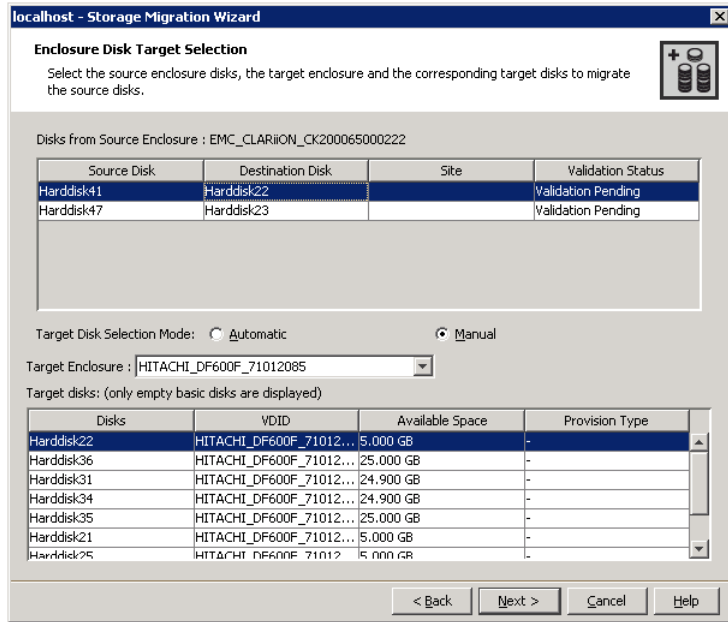 localhost - Storage Migration Wizard
Enclosure Disk Target Selection
Select the source enclosure disks, the target enclosure and the corresponding target disks to migrate
the source disks.
Disks from Source Enclosure : EMC_CLARiiON_CK200065000222
Source Disk Destination Disk Site Validation Status
Harddisk41 Harddisk22 Validation Pending
Harddisk47 Harddisk23 Validation Pending
Target Disk Selection Mode: Automatic Manual
Target Enclosure : HITACHI_DF600F_71012085
Target disks: (only empty basic disks are displayed)
Disks VDID Available Space Provision Type
Harddisk22 HITACHI_DF600F_71012... 5.000 GB -
Harddisk36 HITACHI_DF600F_71012... 25.000 GB -
Harddisk31 HITACHI_DF600F_71012... 24.900 GB -
Harddisk34 HITACHI_DF600F_71012... 24.900 GB -
Harddisk35 HITACHI_DF600F_71012... 25.000 GB -
Harddisk21 HITACHI_DF600F_71012... 5.000 GB -
Harddisk25 HITACHI_DF600F_71012... 5.000 GB -
< Back Next > Cancel Help